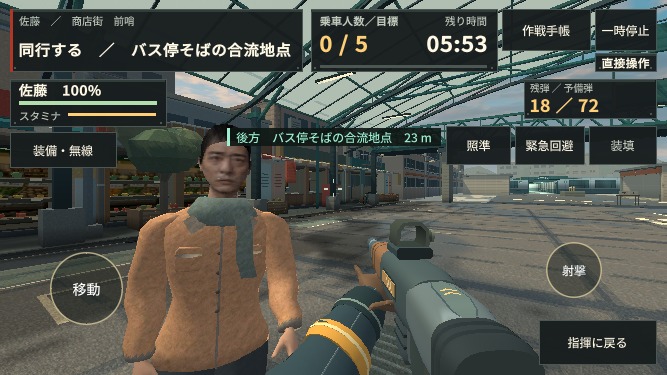 佐藤 ／ 商店街 前哨
同行する ／ バス停そばの合流地点
乗車人数／目標 残り時間
0 / 5 05:53
作戦手帳
一時停止
直接操作
佐藤 100%
スタミナ
残弾 ／ 予備弾
18 ／ 72
後方 バス停そばの合流地点 23 m
装備・無線
照準
緊急回避
装填
移動
射撃
指揮に戻る